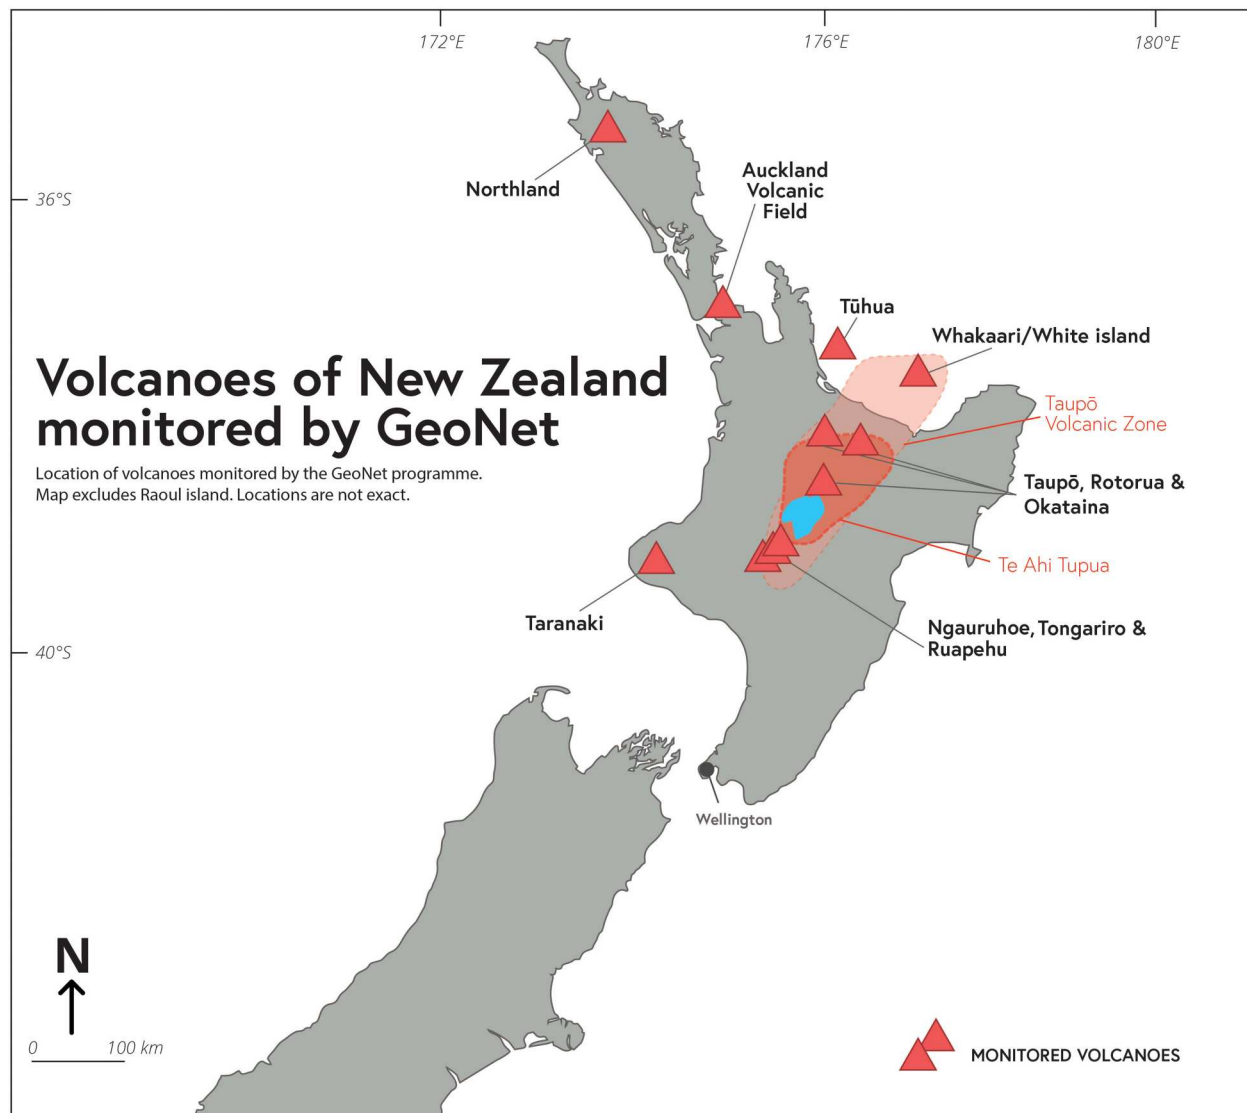 172°E
176°E
180°E
36°S
Northland
Auckland
Volcanic
Field
Tūhua
Whakaari/White island
Volcanoes of New Zealand
monitored by GeoNet
Location of volcanoes monitored by the GeoNet programme.
Map excludes Raoul island. Locations are not exact.
Taupō
Volcanic Zone
Taupō, Rotorua &
Okataina
Te Ahi Tupua
Taranaki
Ngauruhoe, Tongariro &
Ruapehu
40°S
Wellington
N
0
100 km
MONITORED VOLCANOES